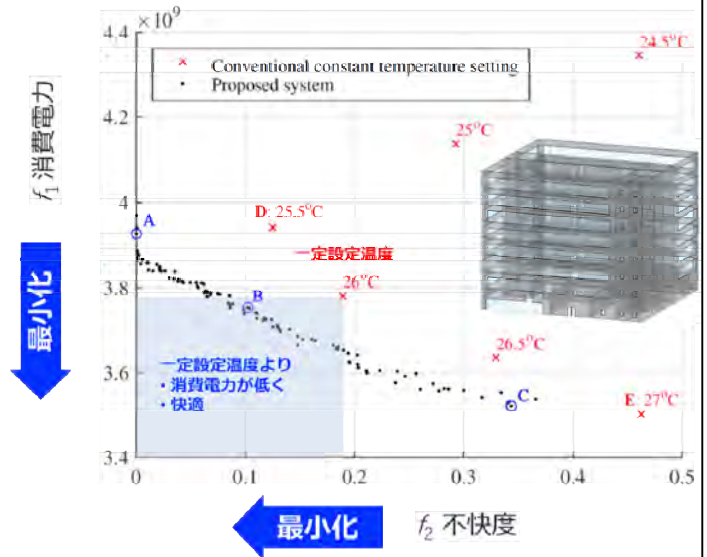 ×10⁹
4.4
4.2
4
3.8
3.6
3.4
0
0.1
0.2
0.3
0.4
0.5
f₁ 消費電力
最小化
× Conventional constant temperature setting
• Proposed system
24.5°C
25°C
A
D: 25.5°C
一定設定温度
26°C
B
26.5°C
C
E: 27°C
一定設定温度より
・消費電力が低く
・快適
最小化
f₂ 不快度